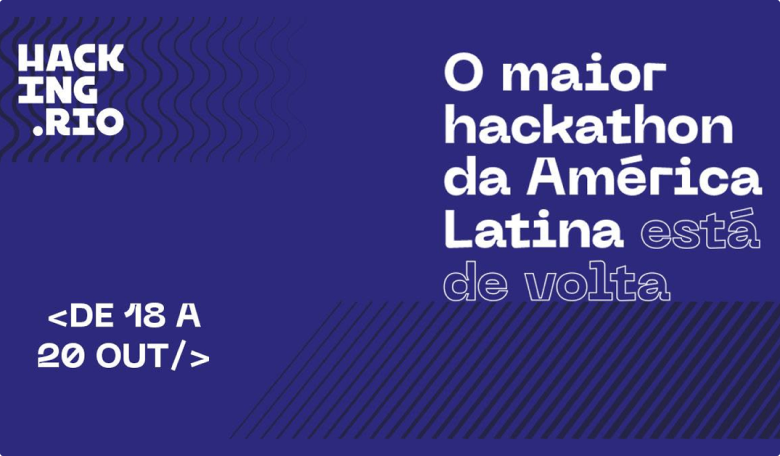 HACK
ING
.RIO
O maior
hackathon
da América
Latina está
de volta
<DE 18 A
20 OUT/>